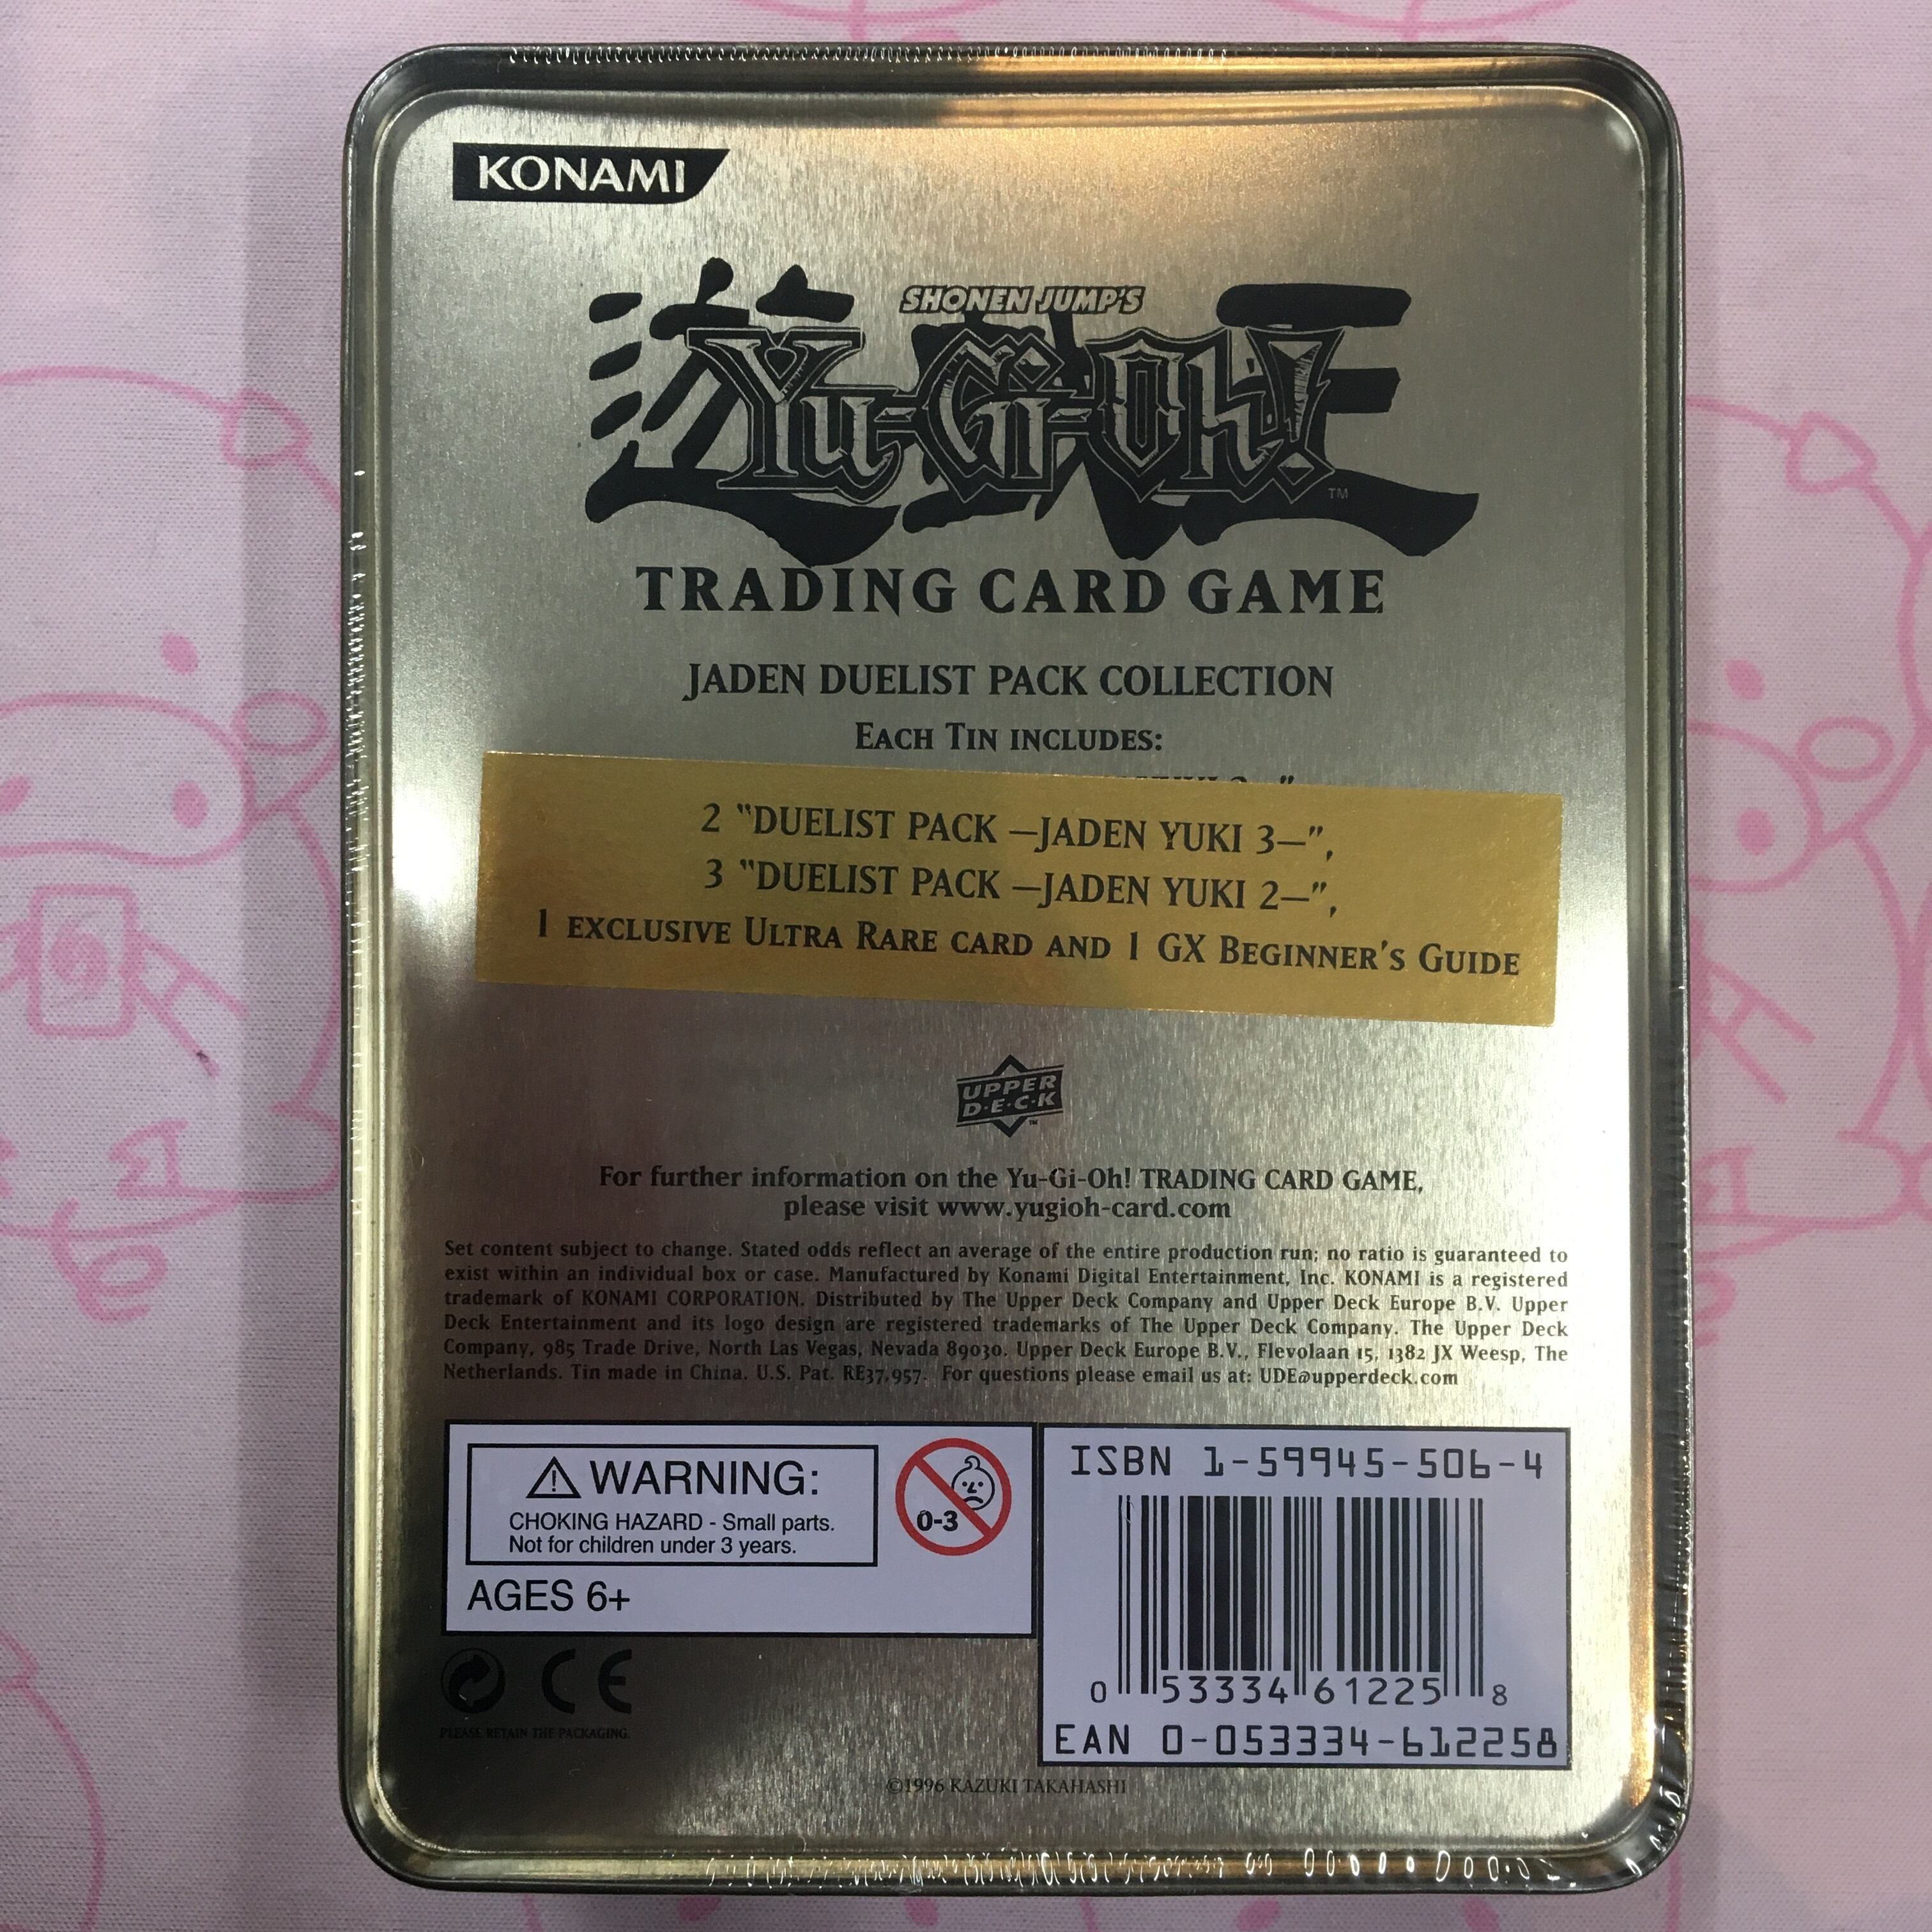 KONAMI
SHONEN JUMP'S
遊戯王
Yu-Gi-Oh!
TM
TRADING CARD GAME
JADEN DUELIST PACK COLLECTION
EACH TIN INCLUDES:
2 "DUELIST PACK —JADEN YUKI 3—",
3 "DUELIST PACK —JADEN YUKI 2—",
1 EXCLUSIVE ULTRA RARE CARD AND 1 GX BEGINNER'S GUIDE
UPPER
D·E·C·K
TM
For further information on the Yu-Gi-Oh! TRADING CARD GAME,
please visit www.yugioh-card.com
Set content subject to change. Stated odds reflect an average of the entire production run; no ratio is guaranteed to
exist within an individual box or case. Manufactured by Konami Digital Entertainment, Inc. KONAMI is a registered
trademark of KONAMI CORPORATION. Distributed by The Upper Deck Company and Upper Deck Europe B.V. Upper
Deck Entertainment and its logo design are registered trademarks of The Upper Deck Company. The Upper Deck
Company, 985 Trade Drive, North Las Vegas, Nevada 89030. Upper Deck Europe B.V., Flevolaan 15, 1382 JX Weesp, The
Netherlands. Tin made in China. U.S. Pat. RE37,957. For questions please email us at: UDE@upperdeck.com
WARNING:
CHOKING HAZARD - Small parts.
Not for children under 3 years.
0-3
AGES 6+
CE
PLEASE RETAIN THE PACKAGING.
ISBN 1-59945-506-4
0 53334 61225 8
EAN 0-053334-612258
©1996 KAZUKI TAKAHASHI